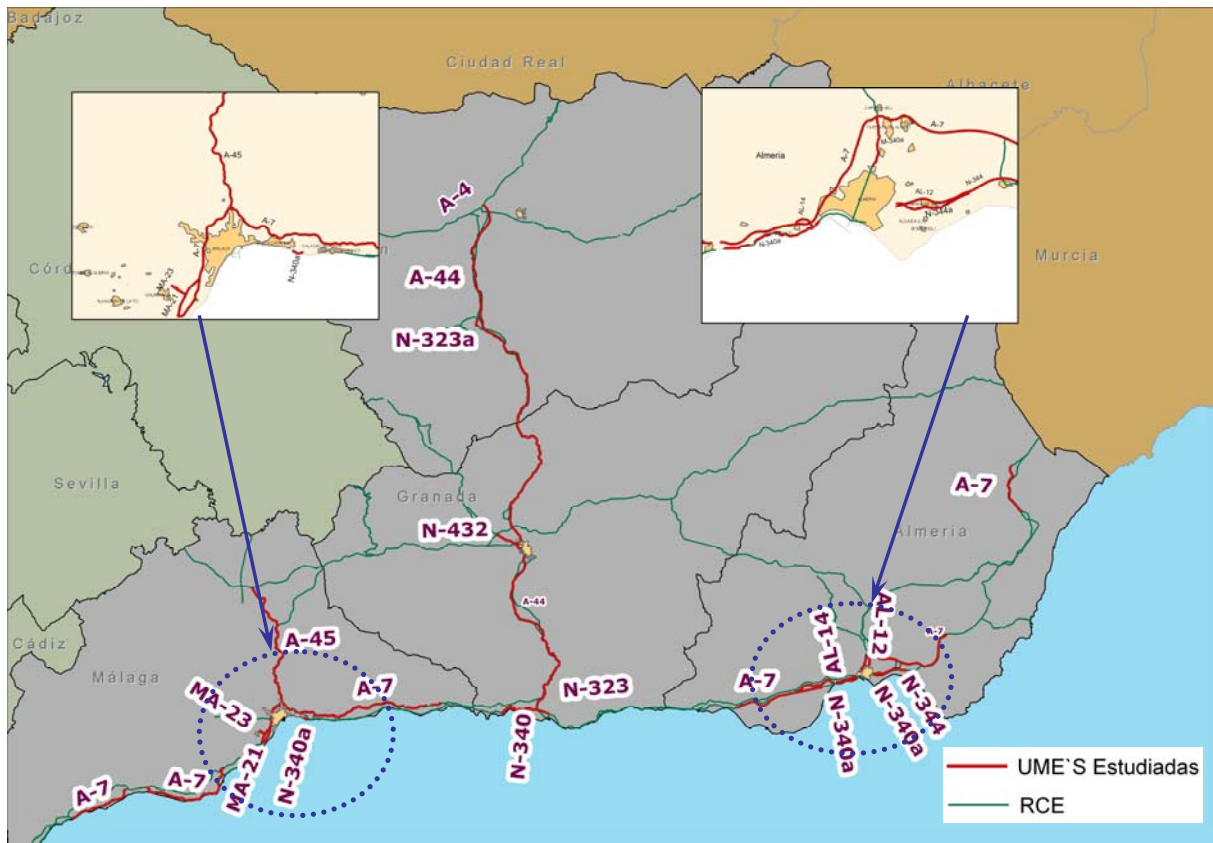 Badajoz
Ciudad Real
Albacete
A-45
A-7
A-7
MA-23
MA-21
N-340a
Almeria
A-7
A-7
AL-14
N-340a
AL-12
N-344
N-344a
Córd
Murcia
A-4
A-44
N-323a
Sevilla
Granada
N-432
A-7
Almeria
A-44
Cádiz
Málaga
A-45
MA-23
A-7
N-323
AL-14
AL-12
A-7
A-7
MA-21
N-340a
N-340
N-340a
N-340a
N-344
A-7
A-7
UME`S Estudiadas
RCE